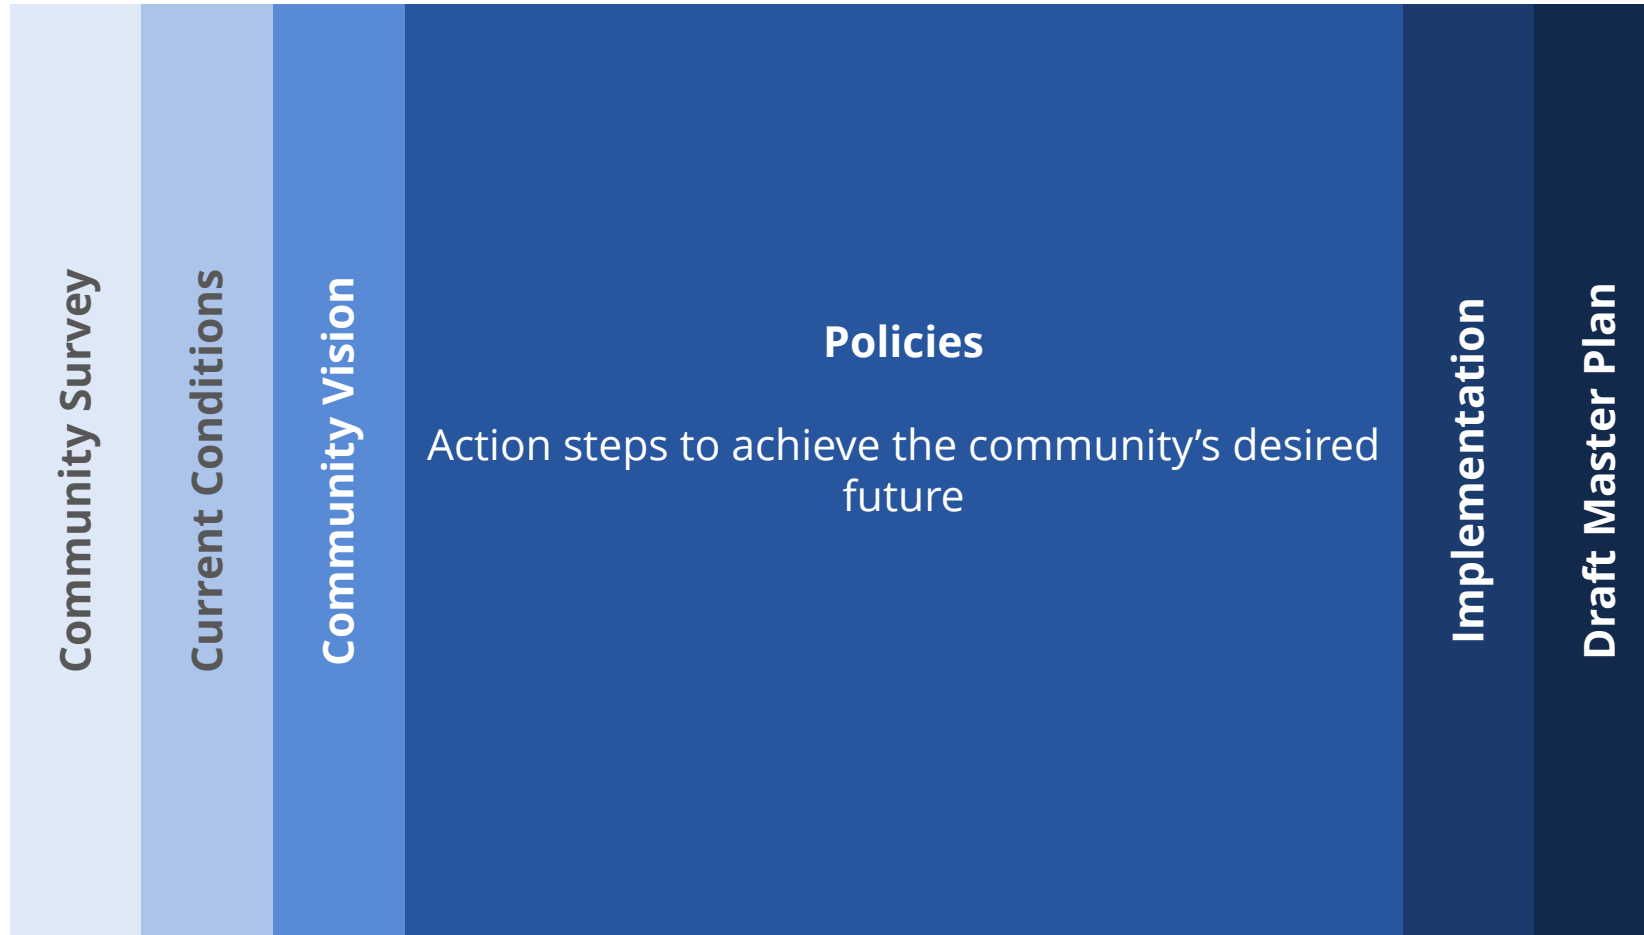 Community Survey
Current Conditions
Community Vision
Policies
Action steps to achieve the community’s desired
future
Implementation
Draft Master Plan